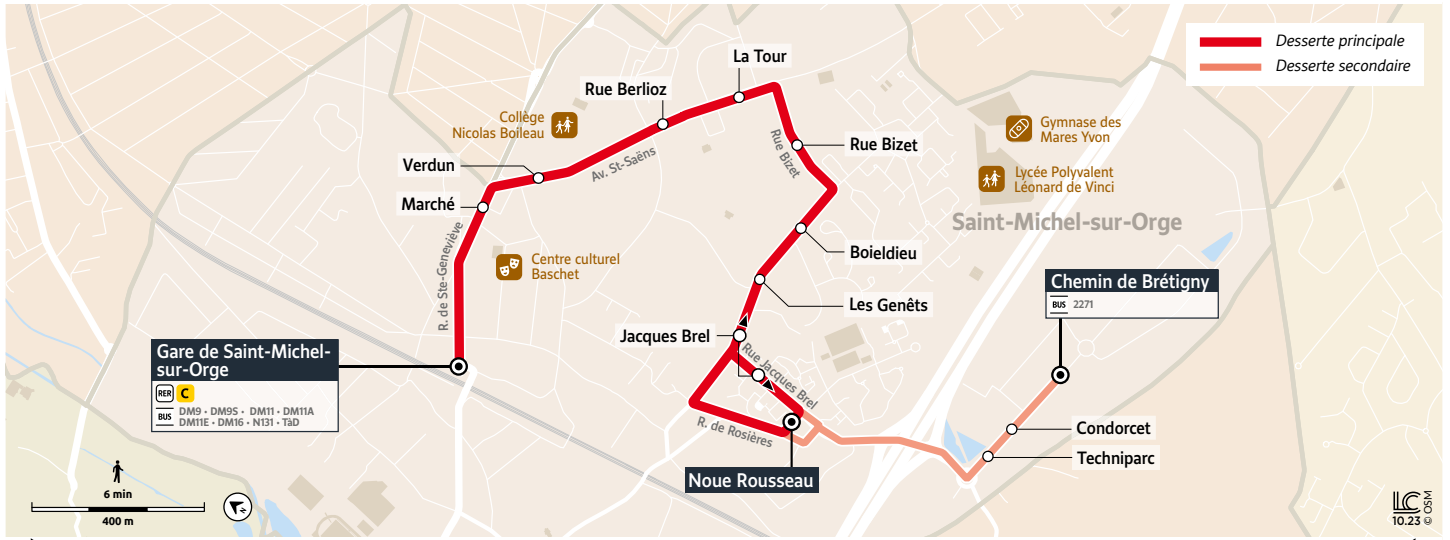 Desserte principale
Desserte secondaire
La Tour
Rue Berlioz
Collège
Nicolas Boileau
Gymnase des
Mares Yvon
Rue Bizet
Rue Bizet
Verdun
Av. St-Saëns
Lycée Polyvalent
Léonard de Vinci
Marché
Saint-Michel-sur-Orge
R. de Ste-Geneviève
Centre culturel
Baschet
Boieldieu
Chemin de Brétigny
BUS 2271
Les Genêts
Jacques Brel
Rue Jacques Brel
Gare de Saint-Michel-
sur-Orge
RER C
BUS DM9 • DM9S • DM11 • DM11A
DM11E • DM16 • N131 • TàD
R. de Rosières
Condorcet
Techniparc
Noue Rousseau
6 min
400 m
N
LC
10.23 © OSM